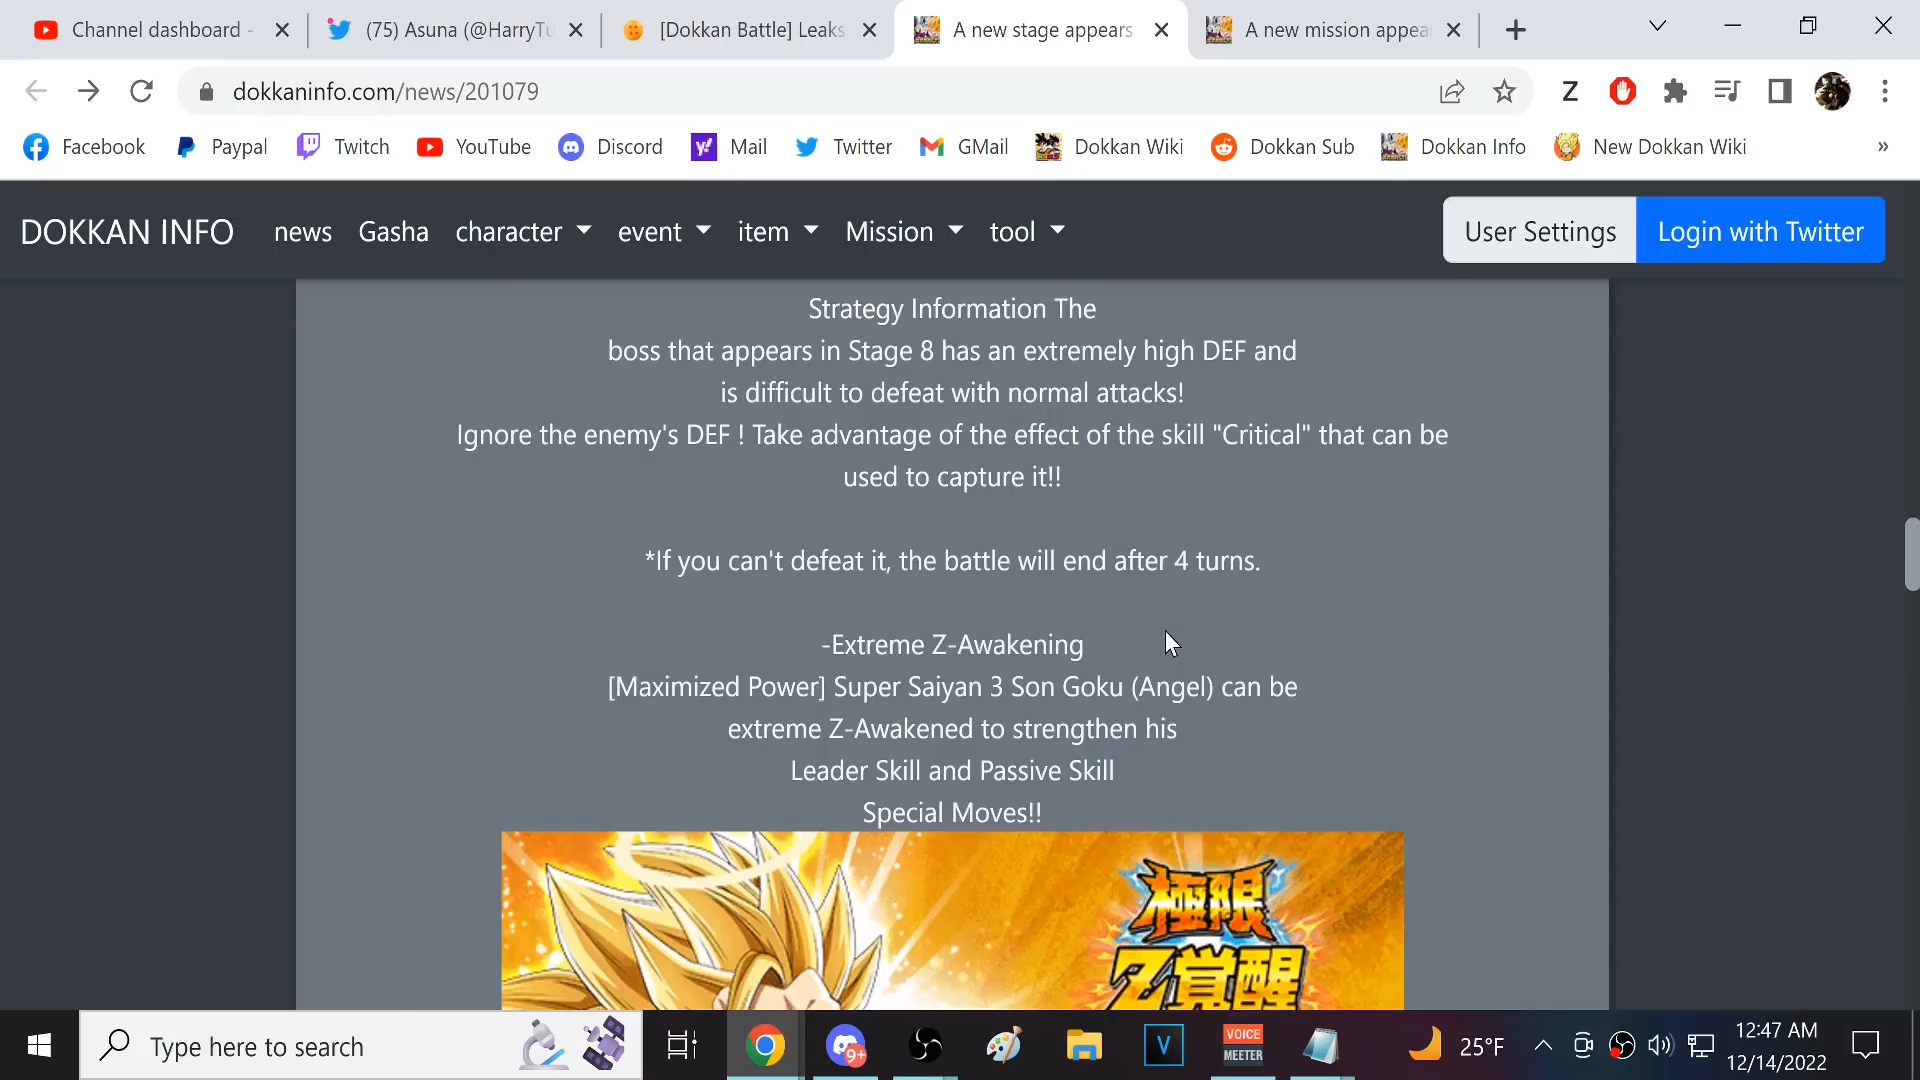 Channel dashboard -
(75) Asuna (@HarryTu
[Dokkan Battle] Leaks
A new stage appears
A new mission appea
dokkaninfo.com/news/201079
Facebook Paypal Twitch YouTube Discord Mail Twitter GMail Dokkan Wiki Dokkan Sub Dokkan Info New Dokkan Wiki »
DOKKAN INFO news Gasha character event item Mission tool User Settings Login with Twitter
Strategy Information The
boss that appears in Stage 8 has an extremely high DEF and
is difficult to defeat with normal attacks!
Ignore the enemy's DEF ! Take advantage of the effect of the skill "Critical" that can be
used to capture it!!
*If you can't defeat it, the battle will end after 4 turns.
-Extreme Z-Awakening
[Maximized Power] Super Saiyan 3 Son Goku (Angel) can be
extreme Z-Awakened to strengthen his
Leader Skill and Passive Skill
Special Moves!!
極限
Z覚醒
Type here to search
9+
V
VOICE
MEETER
25°F
12:47 AM
12/14/2022